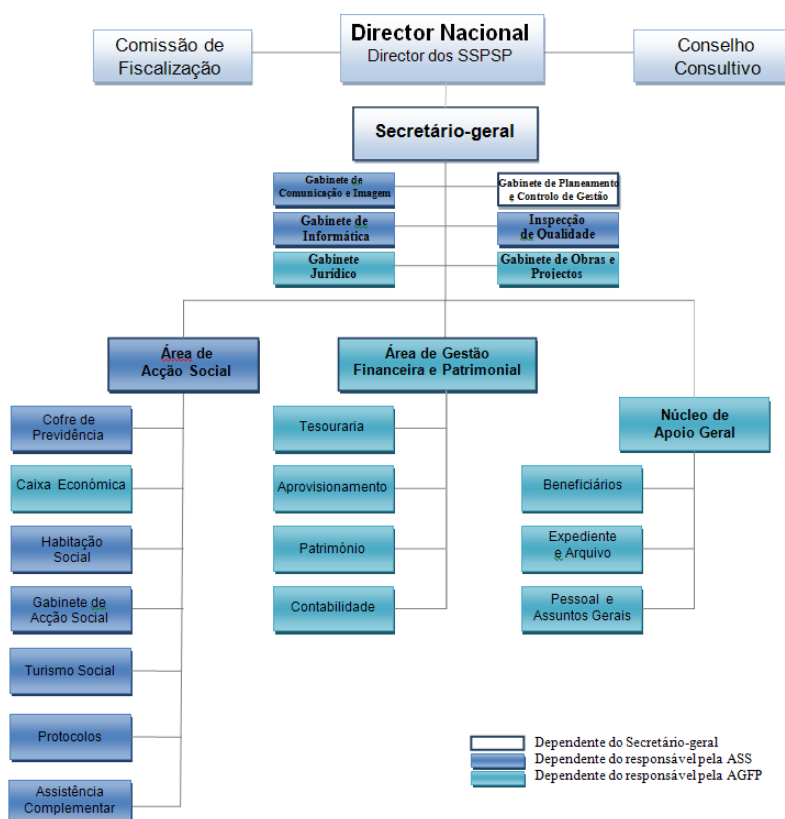 Comissão de
Fiscalização
Director Nacional
Director dos SSPSP
Conselho
Consultivo
Secretário-geral
Gabinete de
Comunicação e Imagem
Gabinete de Planeamento
e Controlo de Gestão
Gabinete de
Informática
Inspecção
de Qualidade
Gabinete
Jurídico
Gabinete de Obras e
Projectos
Área de
Acção Social
Área de Gestão
Financeira e Patrimonial
Núcleo de
Apoio Geral
Cofre de
Previdência
Caixa Económica
Habitação
Social
Gabinete de
Acção Social
Turismo Social
Protocolos
Assistência
Complementar
Tesouraria
Aprovisionamento
Património
Contabilidade
Beneficiários
Expediente
e Arquivo
Pessoal e
Assuntos Gerais
Dependente do Secretário-geral
Dependente do responsável pela ASS
Dependente do responsável pela AGFP